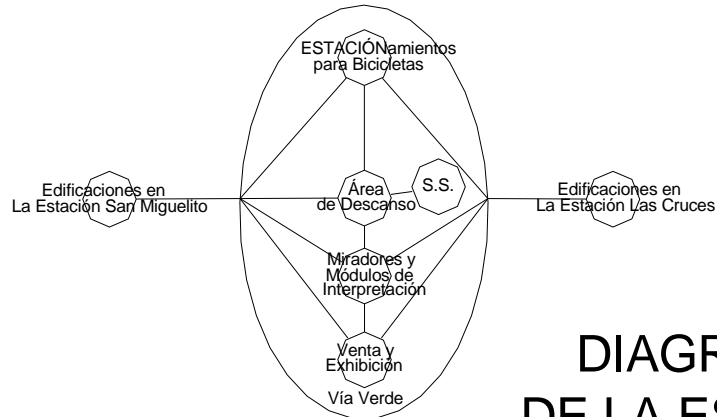 ESTACIÓNamientos
para Bicicletas
Edificaciones en
La Estación San Miguelito
Área
de Descanso
S.S.
Edificaciones en
La Estación Las Cruces
Miradores y
Módulos de
Interpretación
Venta y
Exhibición
Vía Verde
DIAGR
DE LA ES